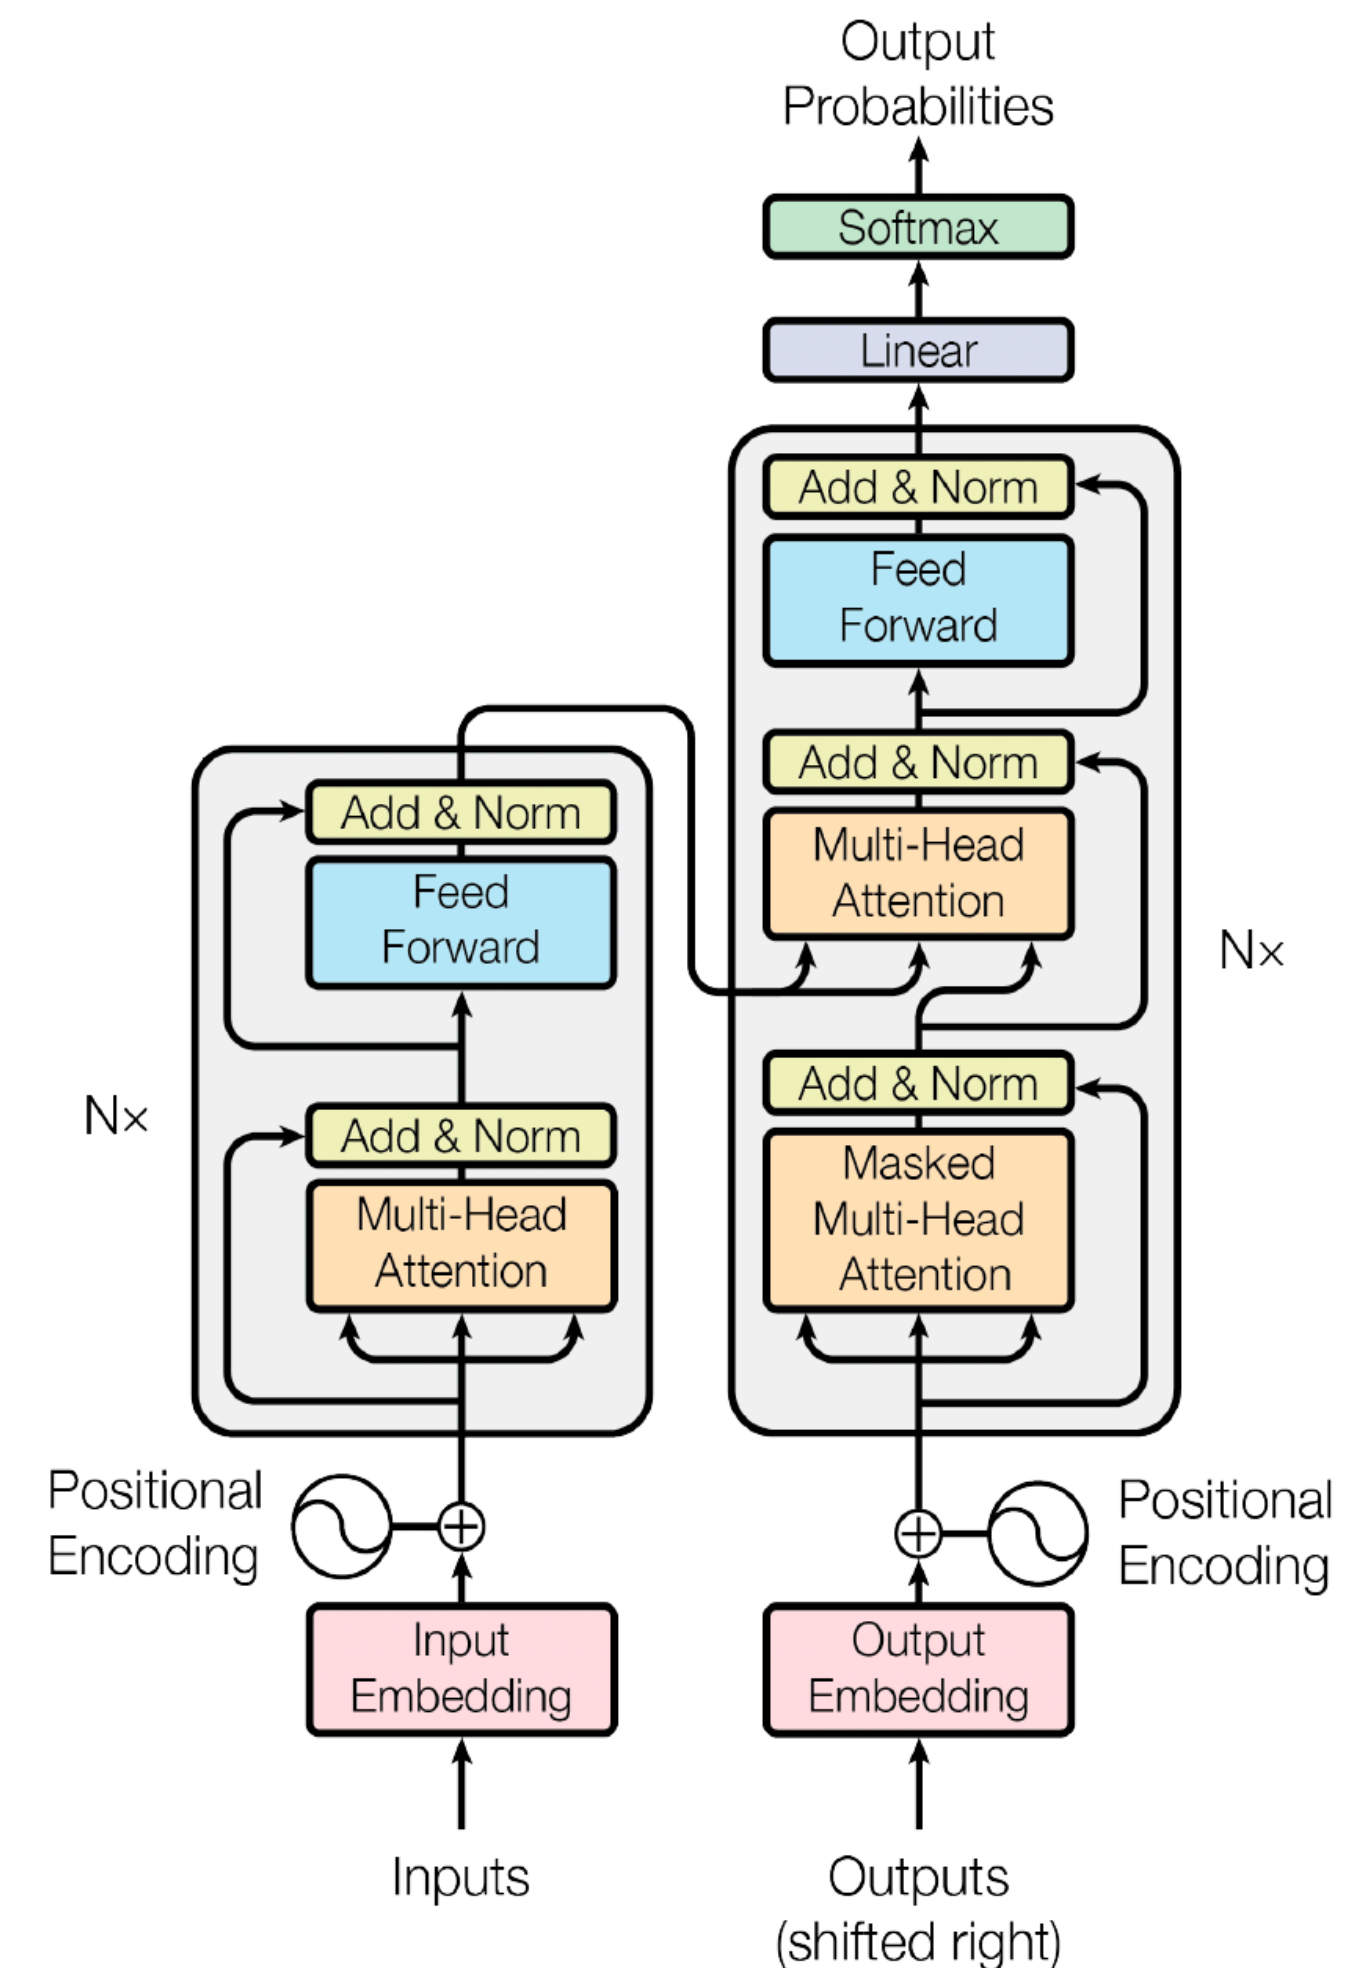 Output
Probabilities
Softmax
Linear
Add & Norm
Feed
Forward
Add & Norm
Multi-Head
Attention
Nx
Add & Norm
Masked
Multi-Head
Attention
Add & Norm
Feed
Forward
N×
Add & Norm
Multi-Head
Attention
Positional
Encoding
Positional
Encoding
Input
Embedding
Output
Embedding
Inputs
Outputs
(shifted right)